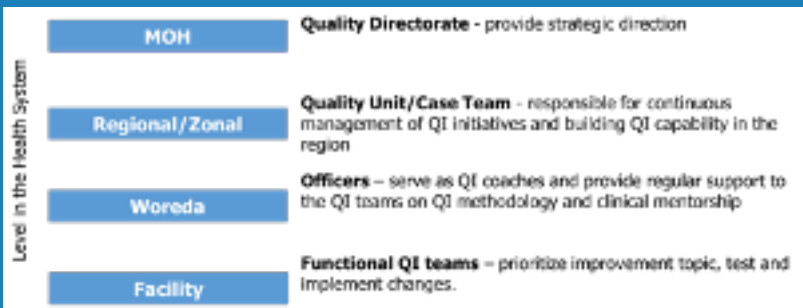 Level in the Health System
MOH
Quality Directorate - provide strategic direction
Regional/Zonal
Quality Unit/Case Team - responsible for continuous
management of QI initiatives and building QI capability in the
region
Woreda
Officers – serve as QI coaches and provide regular support to
the QI teams on QI methodology and clinical mentorship
Facility
Functional QI teams – prioritize improvement topic, test and
implement changes.